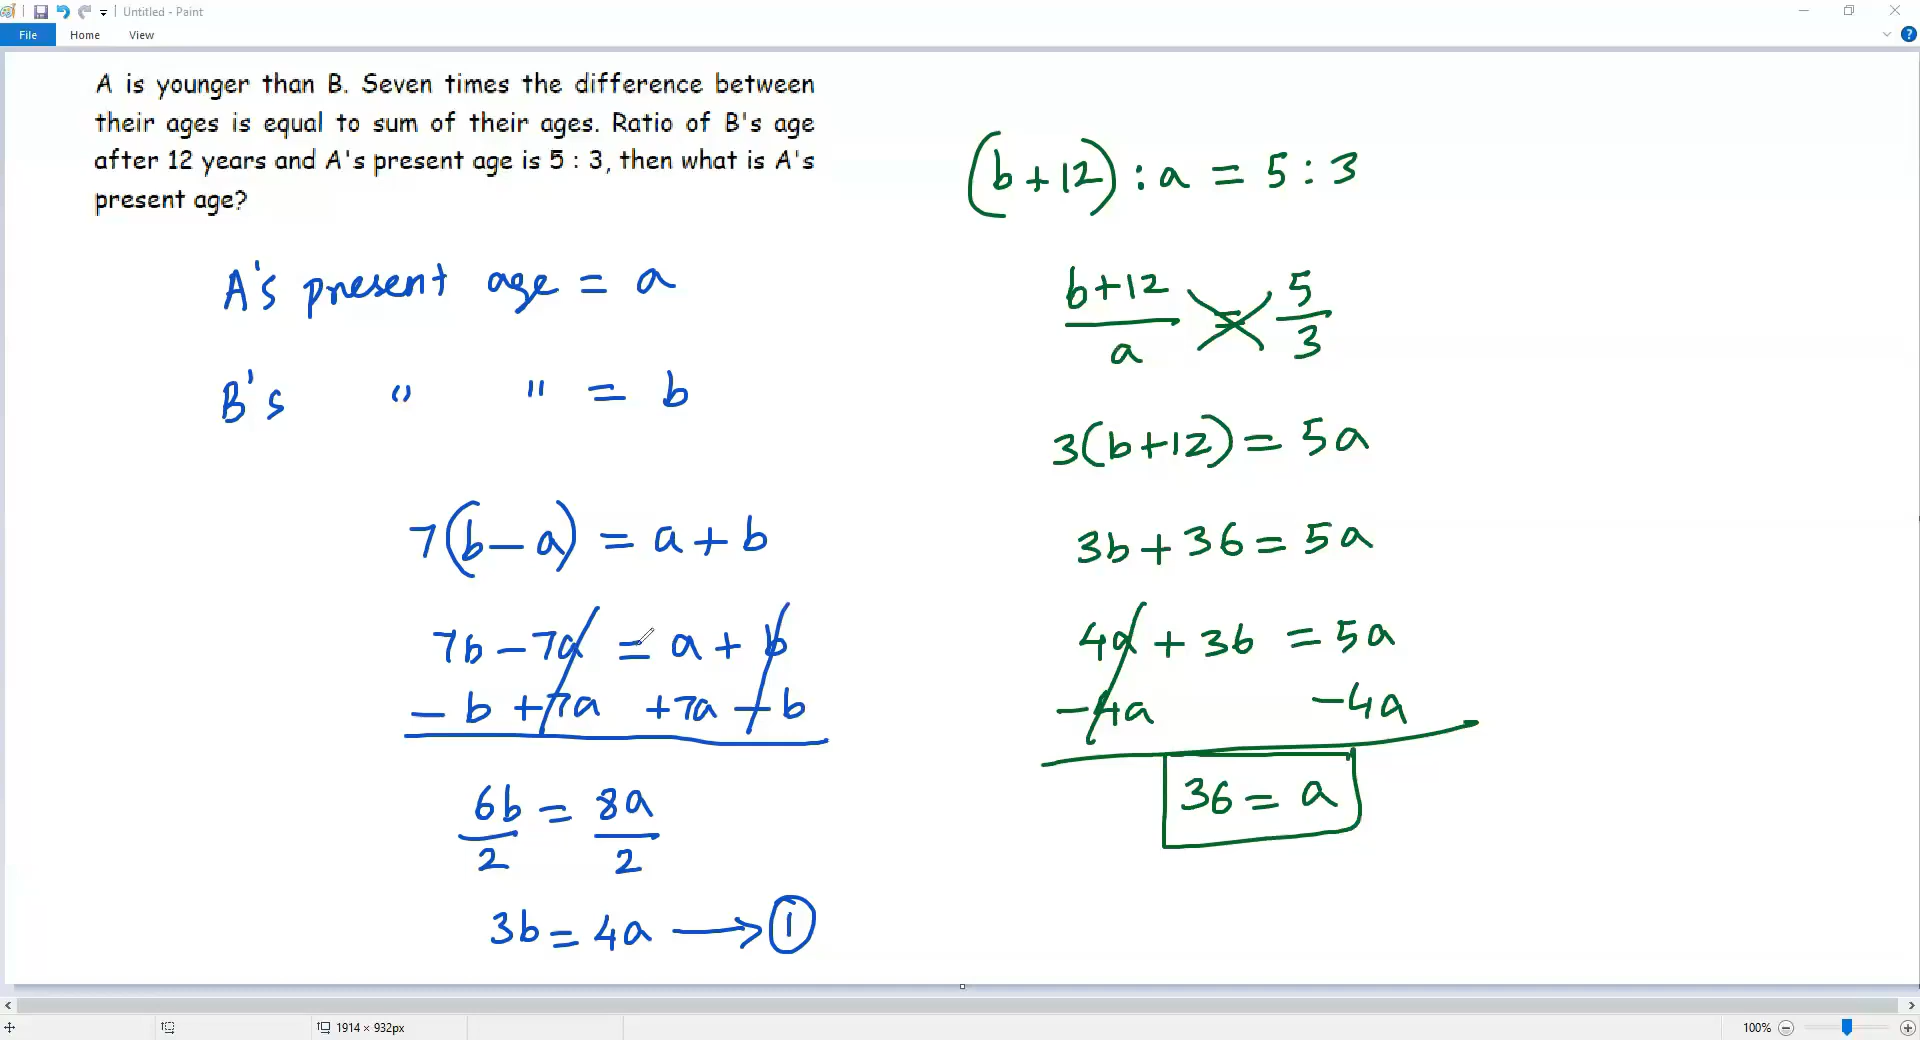 Untitled - Paint
File Home View
A is younger than B. Seven times the difference between
their ages is equal to sum of their ages. Ratio of B's age
after 12 years and A's present age is 5 : 3, then what is A's
present age?
A's present age = a
B's " " = b
7(b - a) = a + b
7b - 7a = a + b
- b + 7a + 7a - b
6b = 8a
2 2
3b = 4a → 1
(b + 12) : a = 5 : 3
b + 12 = 5
a 3
3(b + 12) = 5a
3b + 36 = 5a
4a + 36 = 5a
- 4a - 4a
36 = a
1914 × 932px
100%